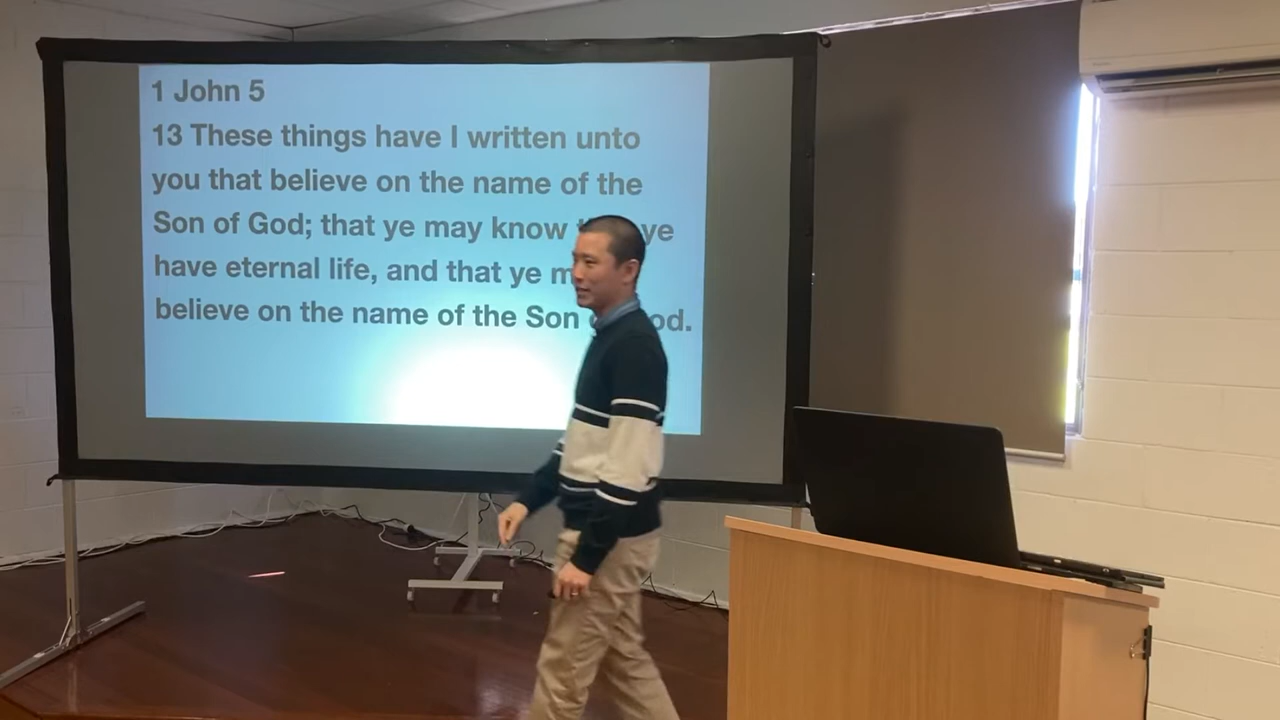 1 John 5
13 These things have I written unto
you that believe on the name of the
Son of God; that ye may know ye
have eternal life, and that ye
believe on the name of the Son